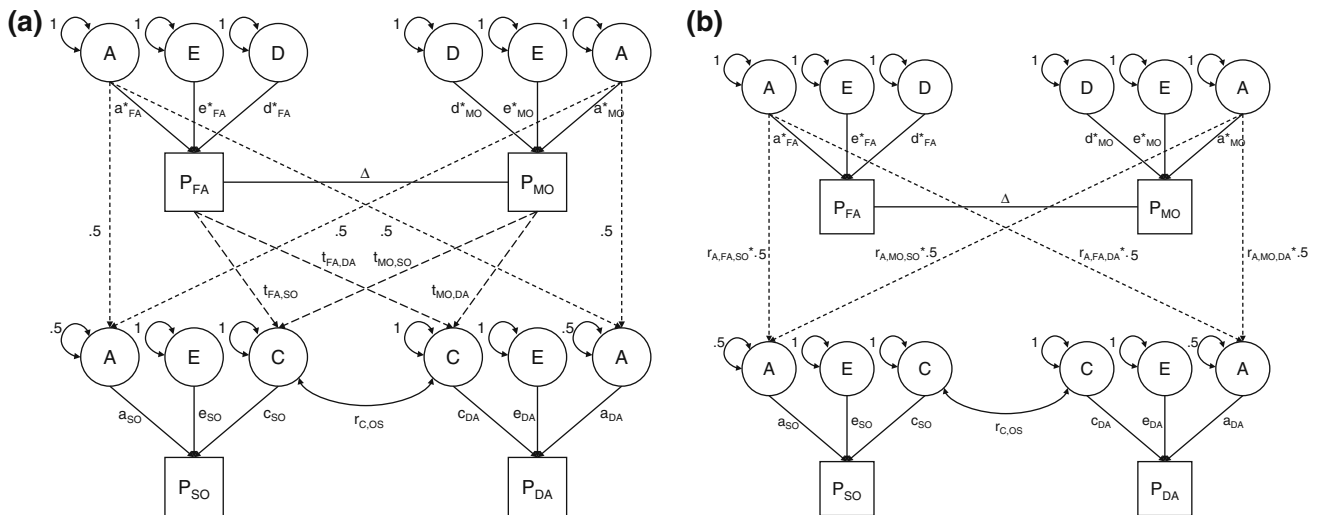 (a)
1 A 1 E 1 D 1 D 1 E 1 A
a*FA e*FA d*FA d*MO e*MO a*MO
PFA Δ PMO
.5 .5 .5 .5
tFA,DA tMO,SO
tFA,SO tMO,DA
.5 A 1 E 1 C 1 C 1 E .5 A
aSO eSO cSO rC,OS cDA eDA aDA
PSO PDA
(b)
1 A 1 E 1 D 1 D 1 E 1 A
a*FA e*FA d*FA d*MO e*MO a*MO
PFA Δ PMO
rA,FA,SO*.5 rA,MO,SO*.5 rA,FA,DA*.5 rA,MO,DA*.5
.5 A 1 E 1 C 1 C 1 E .5 A
aSO eSO cSO rC,OS cDA eDA aDA
PSO PDA